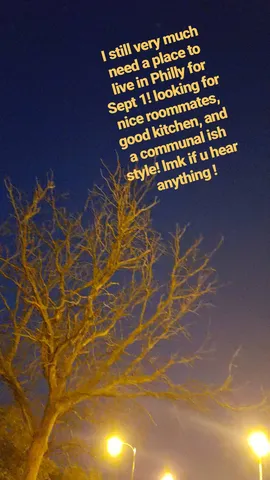 I still very much
need a place to
live in Philly for
Sept 1! looking for
nice roommates,
good kitchen, and
a communal ish
style! lmk if u hear
anything !